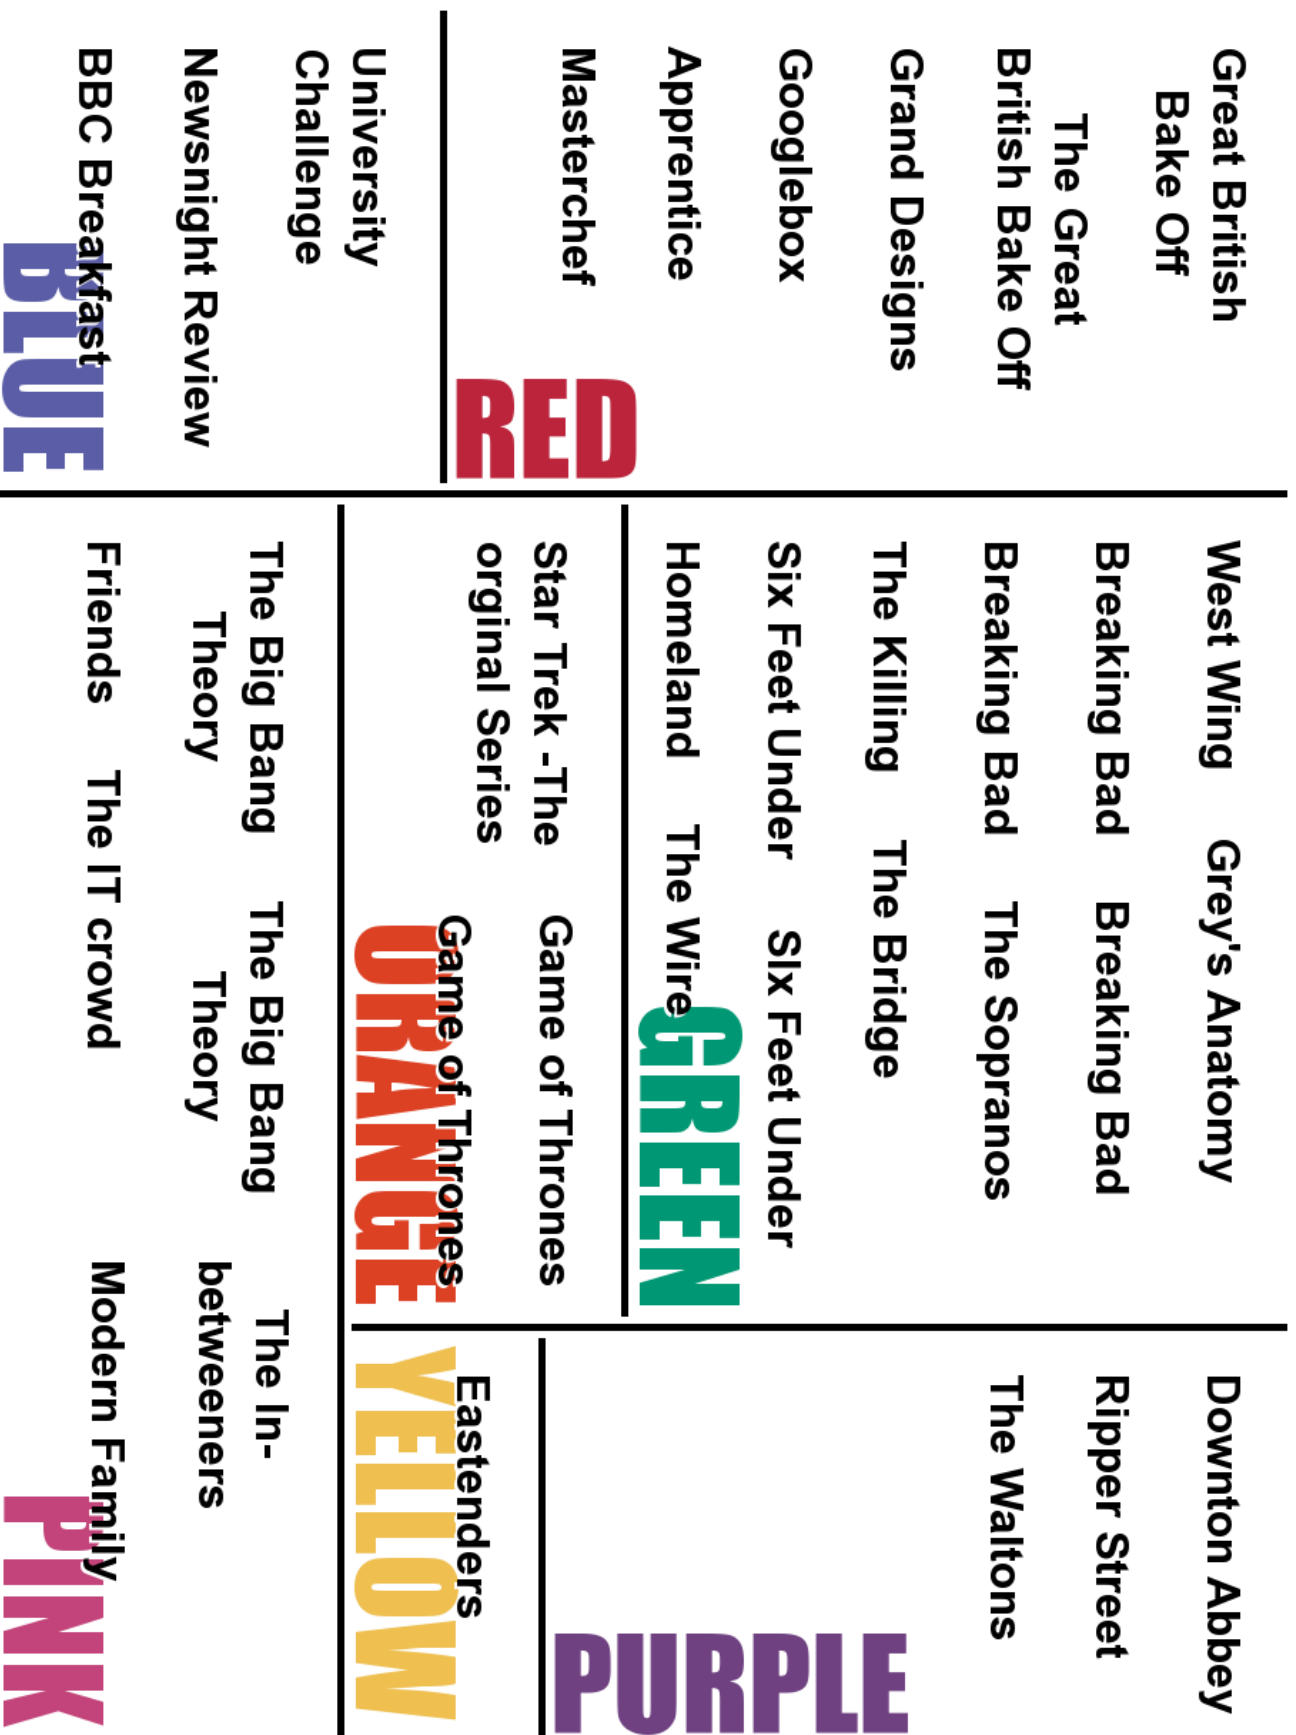 Great British
Bake Off
The Great
British Bake Off
Grand Designs
Googlebox
Apprentice
Masterchef
RED
University
Challenge
Newsnight Review
BBC Breakfast
BLUE
West Wing Grey's Anatomy
Breaking Bad Breaking Bad
Breaking Bad The Sopranos
The Killing The Bridge
Six Feet Under SIx Feet Under
Homeland The Wire
GREEN
Star Trek -The
orginal Series
Game of Thrones
Game of Thrones
ORANGE
Downton Abbey
Ripper Street
The Waltons
PURPLE
Eastenders
YELLOW
The Big Bang
Theory
The Big Bang
Theory
The In-
betweeners
Friends The IT crowd
Modern Family
PINK